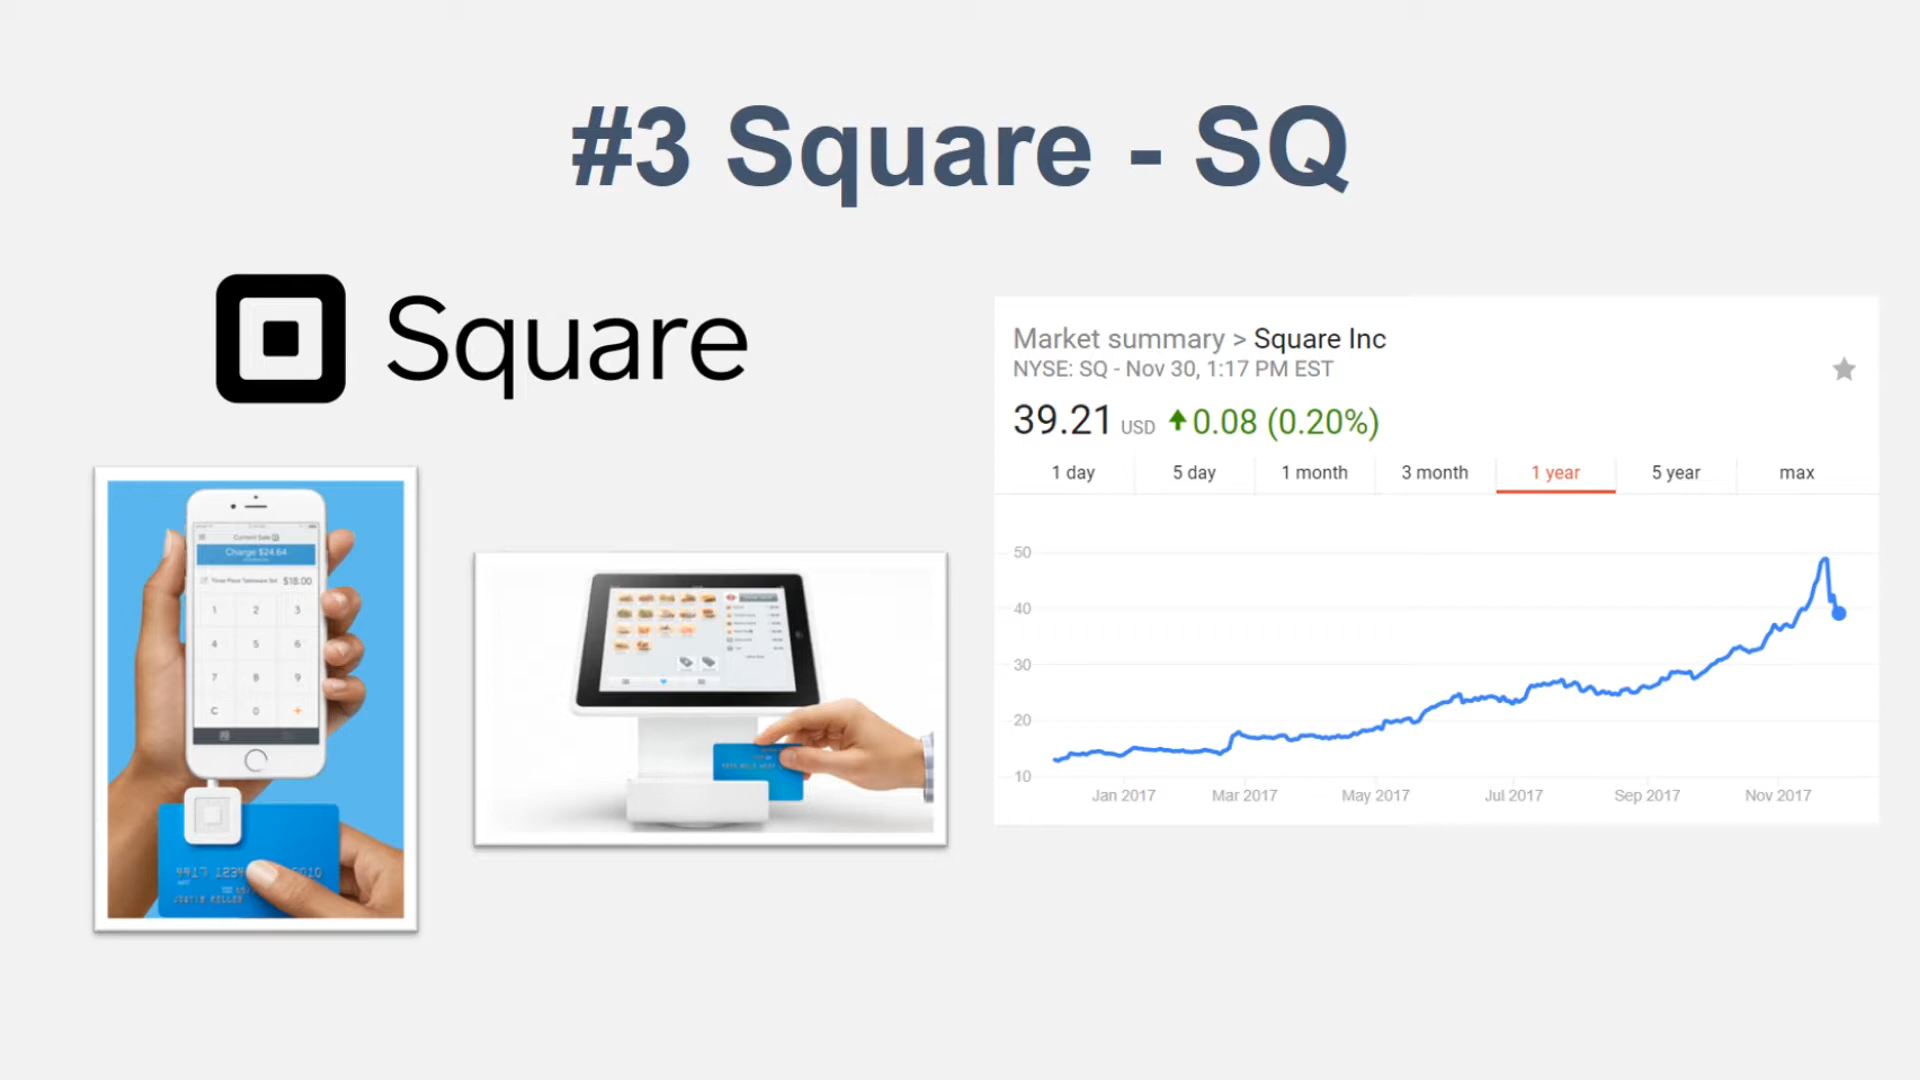 #3 Square - SQ
Square
Market summary > Square Inc
NYSE: SQ - Nov 30, 1:17 PM EST
39.21 USD 0.08 (0.20%)
1 day 5 day 1 month 3 month 1 year 5 year max
50
40
30
20
10
Jan 2017 Mar 2017 May 2017 Jul 2017 Sep 2017 Nov 2017
Current Sale
Charge $24.64
$18.00
1 2 3
4 5 6
7 8 9
C 0 +